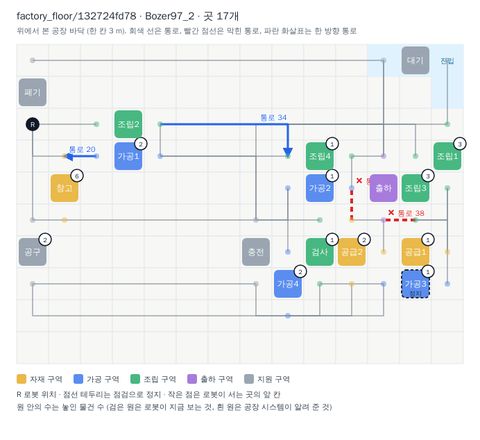 factory_floor/132724fd78 · Bozer97_2 · 곳 17개
위에서 본 공장 바닥 (한 칸 3 m). 회색 선은 통로, 빨간 점선은 막힌 통로, 파란 화살표는 한 방향 통로
대기
진입
폐기
R
조립2
통로 34
2
가공1
통로 20
1
조립4
3
조립1
6
창고
1
가공2
✖ 통
출하
3
조립3
✖ 통로 38
2
공구
충전
1
검사
2
공급2
1
공급1
2
가공4
1
가공3
정지
자재 구역
가공 구역
조립 구역
출하 구역
지원 구역
R 로봇 위치 · 점선 테두리는 점검으로 정지 · 작은 점은 로봇이 서는 곳의 앞 칸
원 안의 수는 놓인 물건 수 (검은 원은 로봇이 지금 보는 것, 흰 원은 공장 시스템이 알려 준 것)